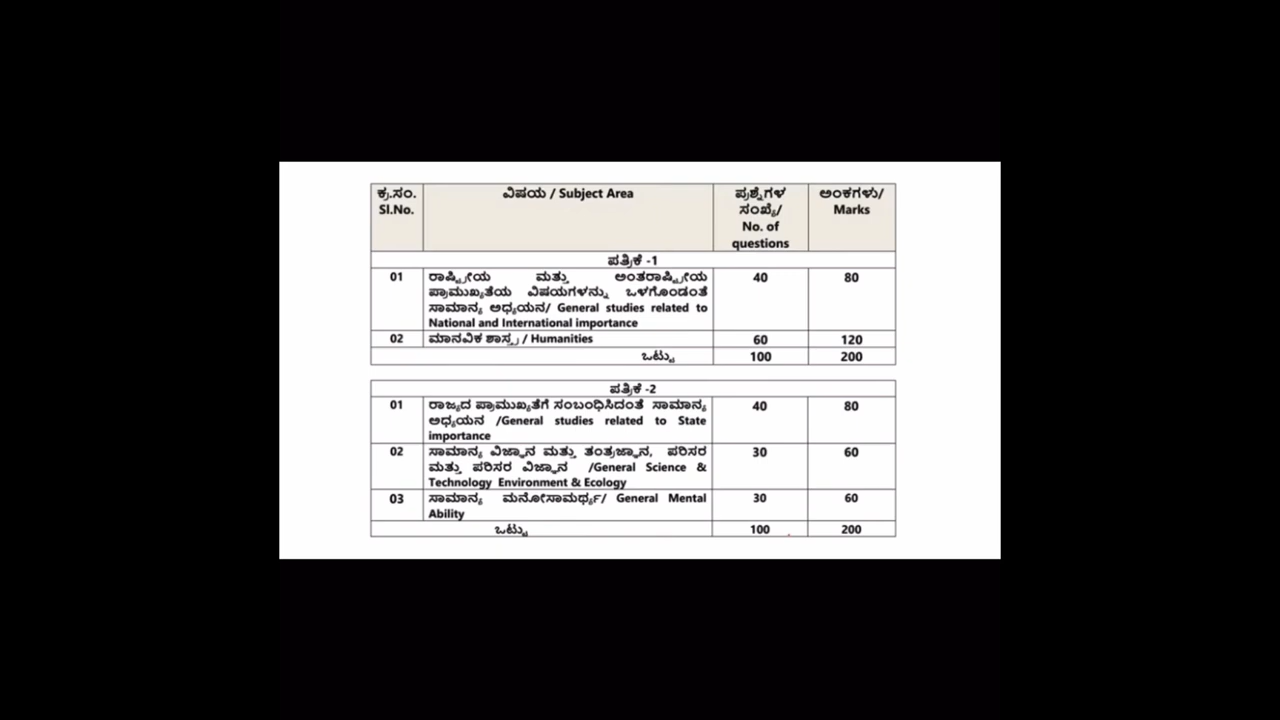 ಕ್ರ.ಸಂ. ವಿಷಯ / Subject Area ಪ್ರಶ್ನೆಗಳ ಅಂಕಗಳು/
Sl.No. ಸಂಖ್ಯೆ/ Marks
No. of
questions
ಪತ್ರಿಕೆ -1
01 ರಾಷ್ಟ್ರೀಯ ಮತ್ತು ಅಂತರಾಷ್ಟ್ರೀಯ 40 80
ಪ್ರಾಮುಖ್ಯತೆಯ ವಿಷಯಗಳನ್ನು ಒಳಗೊಂಡಂತೆ
ಸಾಮಾನ್ಯ ಅಧ್ಯಯನ/ General studies related to
National and International importance
02 ಮಾನವಿಕ ಶಾಸ್ತ್ರ / Humanities 60 120
ಒಟ್ಟು 100 200
ಪತ್ರಿಕೆ -2
01 ರಾಜ್ಯದ ಪ್ರಾಮುಖ್ಯತೆಗೆ ಸಂಬಂಧಿಸಿದಂತೆ ಸಾಮಾನ್ಯ 40 80
ಅಧ್ಯಯನ /General studies related to State
importance
02 ಸಾಮಾನ್ಯ ವಿಜ್ಞಾನ ಮತ್ತು ತಂತ್ರಜ್ಞಾನ, ಪರಿಸರ 30 60
ಮತ್ತು ಪರಿಸರ ವಿಜ್ಞಾನ /General Science &
Technology Environment & Ecology
03 ಸಾಮಾನ್ಯ ಮನೋಸಾಮರ್ಥ್ಯ/ General Mental 30 60
Ability
ಒಟ್ಟು 100 200